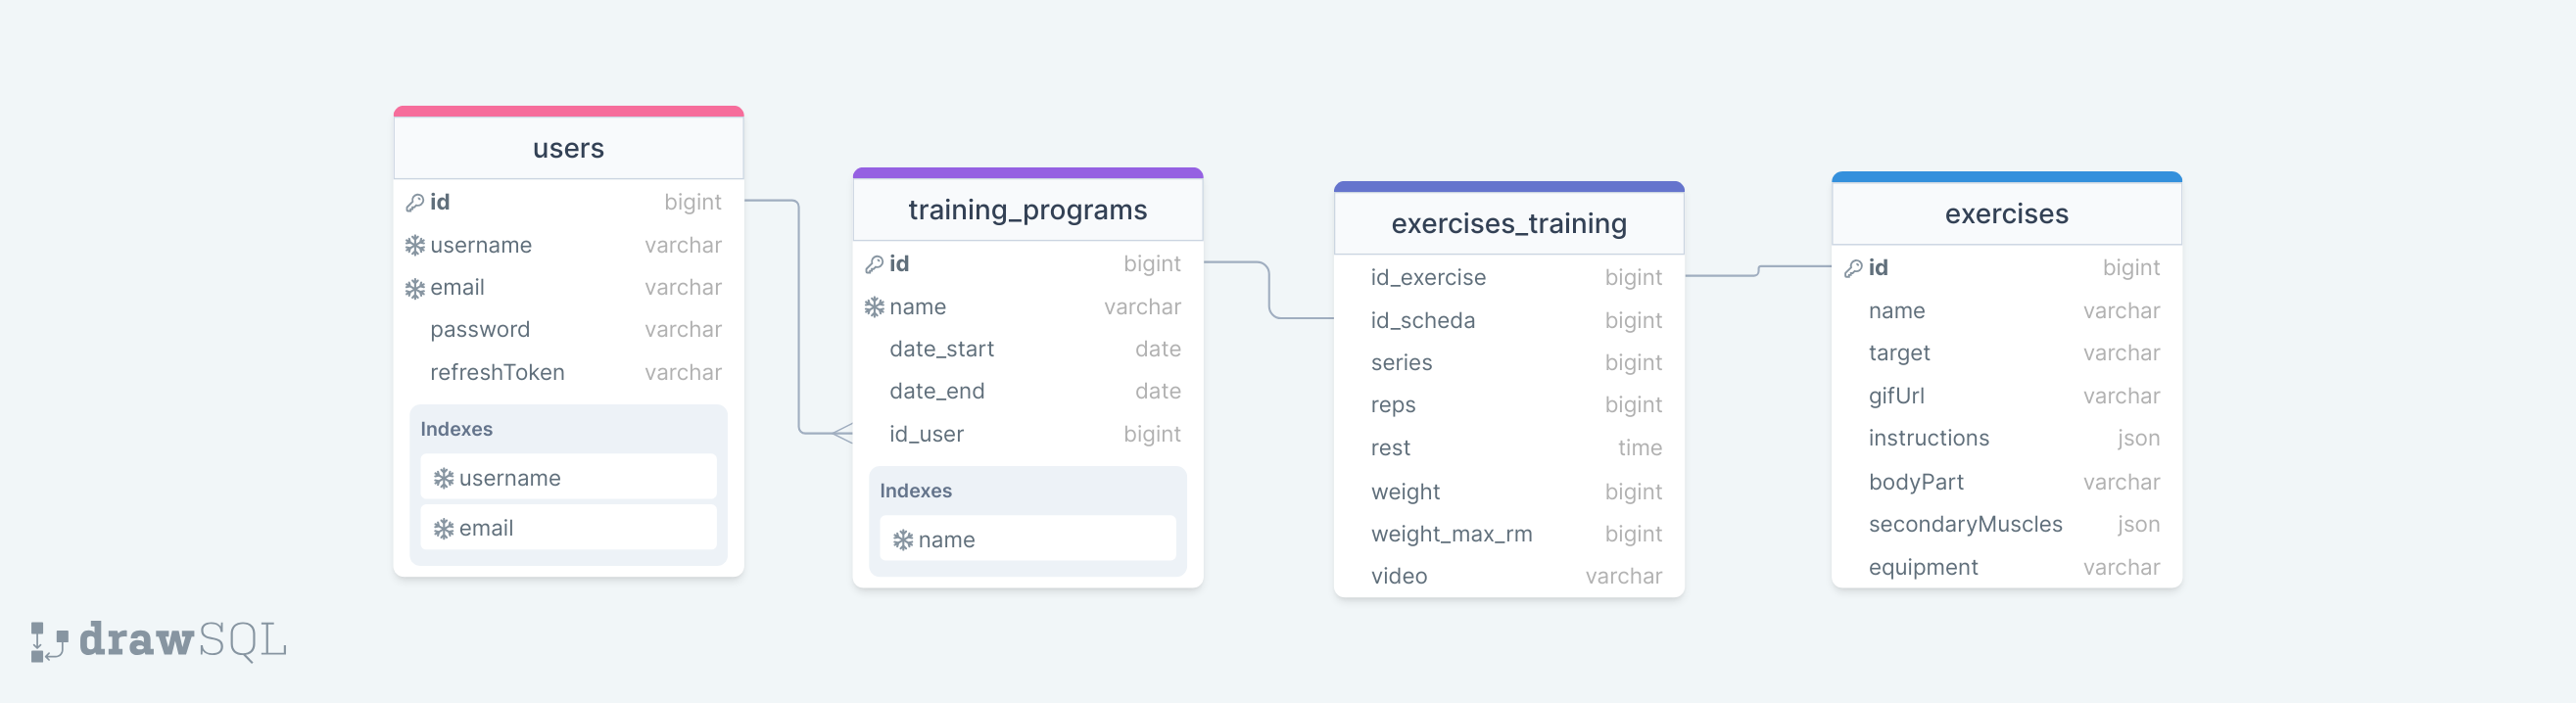 users
id bigint
username varchar
email varchar
password varchar
refreshToken varchar
Indexes
username
email
training_programs
id bigint
name varchar
date_start date
date_end date
id_user bigint
Indexes
name
exercises_training
id_exercise bigint
id_scheda bigint
series bigint
reps bigint
rest time
weight bigint
weight_max_rm bigint
video varchar
exercises
id bigint
name varchar
target varchar
gifUrl varchar
instructions json
bodyPart varchar
secondaryMuscles json
equipment varchar
drawSQL